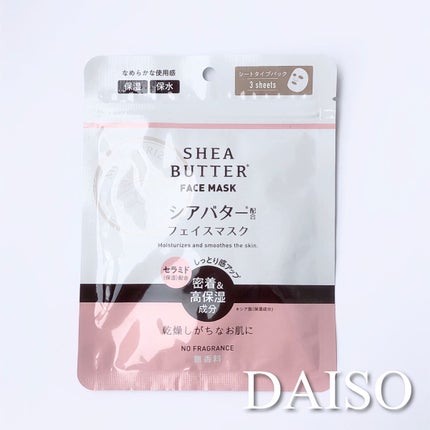 なめらかな使用感
保湿 保水
シートタイプパック
3 sheets
SHEA
BUTTER*
FACE MASK
シアバター*配合
フェイスマスク
Moisturizes and smoothes the skin.
セラミド
(保湿)配合
しっとり感アップ
密着&
高保湿
成分
*シア脂(保湿成分)
乾燥しがちなお肌に
NO FRAGRANCE
無香料
DAISO